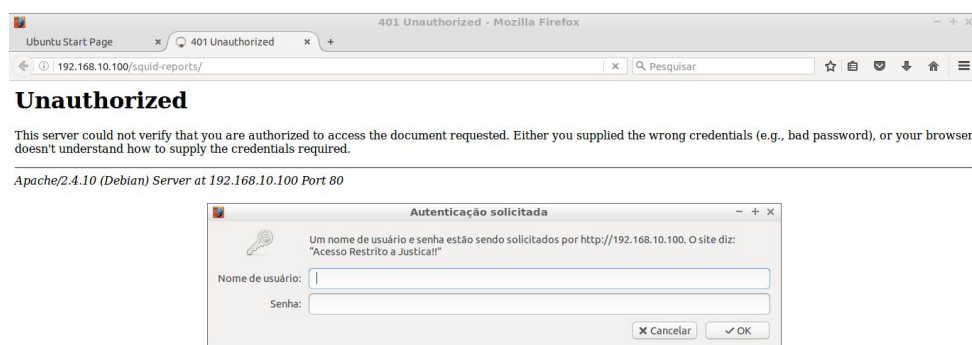 401 Unauthorized - Mozilla Firefox
Ubuntu Start Page
401 Unauthorized
192.168.10.100/squid-reports/
Pesquisar
Unauthorized
This server could not verify that you are authorized to access the document requested. Either you supplied the wrong credentials (e.g., bad password), or your browser
doesn't understand how to supply the credentials required.
Apache/2.4.10 (Debian) Server at 192.168.10.100 Port 80
Autenticação solicitada
Um nome de usuário e senha estão sendo solicitados por http://192.168.10.100. O site diz:
"Acesso Restrito a Justica!!"
Nome de usuário:
Senha:
Cancelar
OK